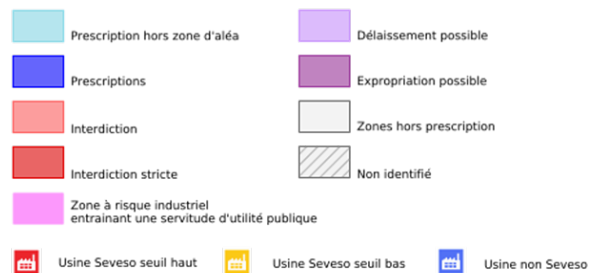 Prescription hors zone d'aléa
Délaissement possible
Prescriptions
Expropriation possible
Interdiction
Zones hors prescription
Interdiction stricte
Non identifié
Zone à risque industriel
entrainant une servitude d'utilité publique
Usine Seveso seuil haut
Usine Seveso seuil bas
Usine non Seveso